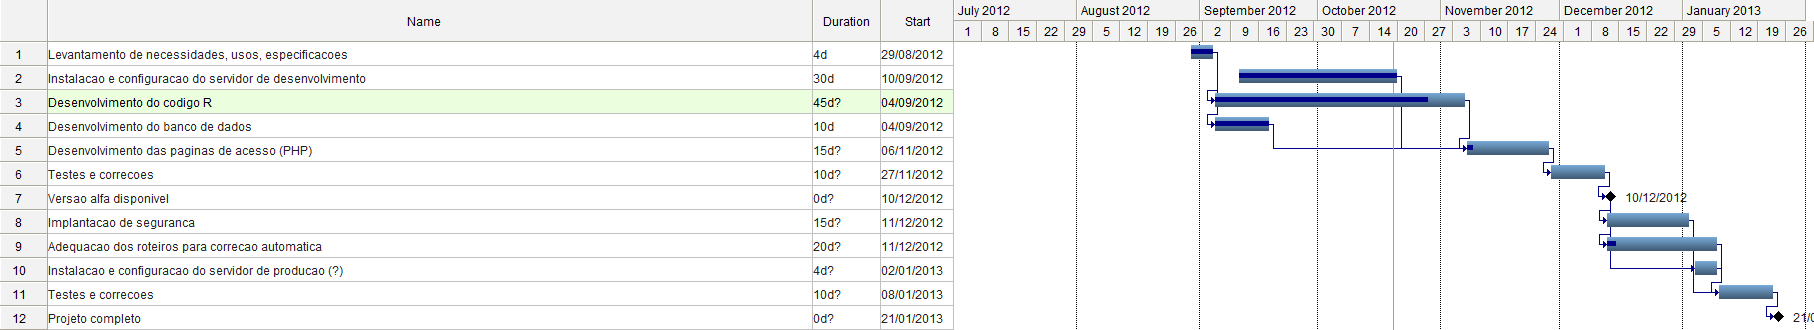 Name Duration Start July 2012 August 2012 September 2012 October 2012 November 2012 December 2012 January 2013
1 8 15 22 29 5 12 19 26 2 9 16 23 30 7 14 20 27 3 10 17 24 1 8 15 22 29 5 12 19 26
1 Levantamento de necessidades, usos, especificacoes 4d 29/08/2012
2 Instalacao e configuracao do servidor de desenvolvimento 30d 10/09/2012
3 Desenvolvimento do codigo R 45d? 04/09/2012
4 Desenvolvimento do banco de dados 10d 04/09/2012
5 Desenvolvimento das paginas de acesso (PHP) 15d? 06/11/2012
6 Testes e correcoes 10d? 27/11/2012
7 Versao alfa disponivel 0d? 10/12/2012 10/12/2012
8 Implantacao de seguranca 15d? 11/12/2012
9 Adequacao dos roteiros para correcao automatica 20d? 11/12/2012
10 Instalacao e configuracao do servidor de producao (?) 4d? 02/01/2013
11 Testes e correcoes 10d? 08/01/2013
12 Projeto completo 0d? 21/01/2013